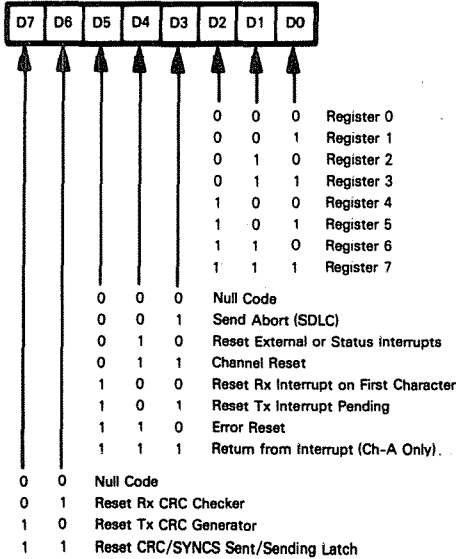 D7 D6 D5 D4 D3 D2 D1 D0
0 0 0 Register 0
0 0 1 Register 1
0 1 0 Register 2
0 1 1 Register 3
1 0 0 Register 4
1 0 1 Register 5
1 1 0 Register 6
1 1 1 Register 7
0 0 0 Null Code
0 0 1 Send Abort (SDLC)
0 1 0 Reset External or Status Interrupts
0 1 1 Channel Reset
1 0 0 Reset Rx Interrupt on First Character
1 0 1 Reset Tx Interrupt Pending
1 1 0 Error Reset
1 1 1 Return from Interrupt (Ch-A Only).
0 0 Null Code
0 1 Reset Rx CRC Checker
1 0 Reset Tx CRC Generator
1 1 Reset CRC/SYNCS Sent/Sending Latch